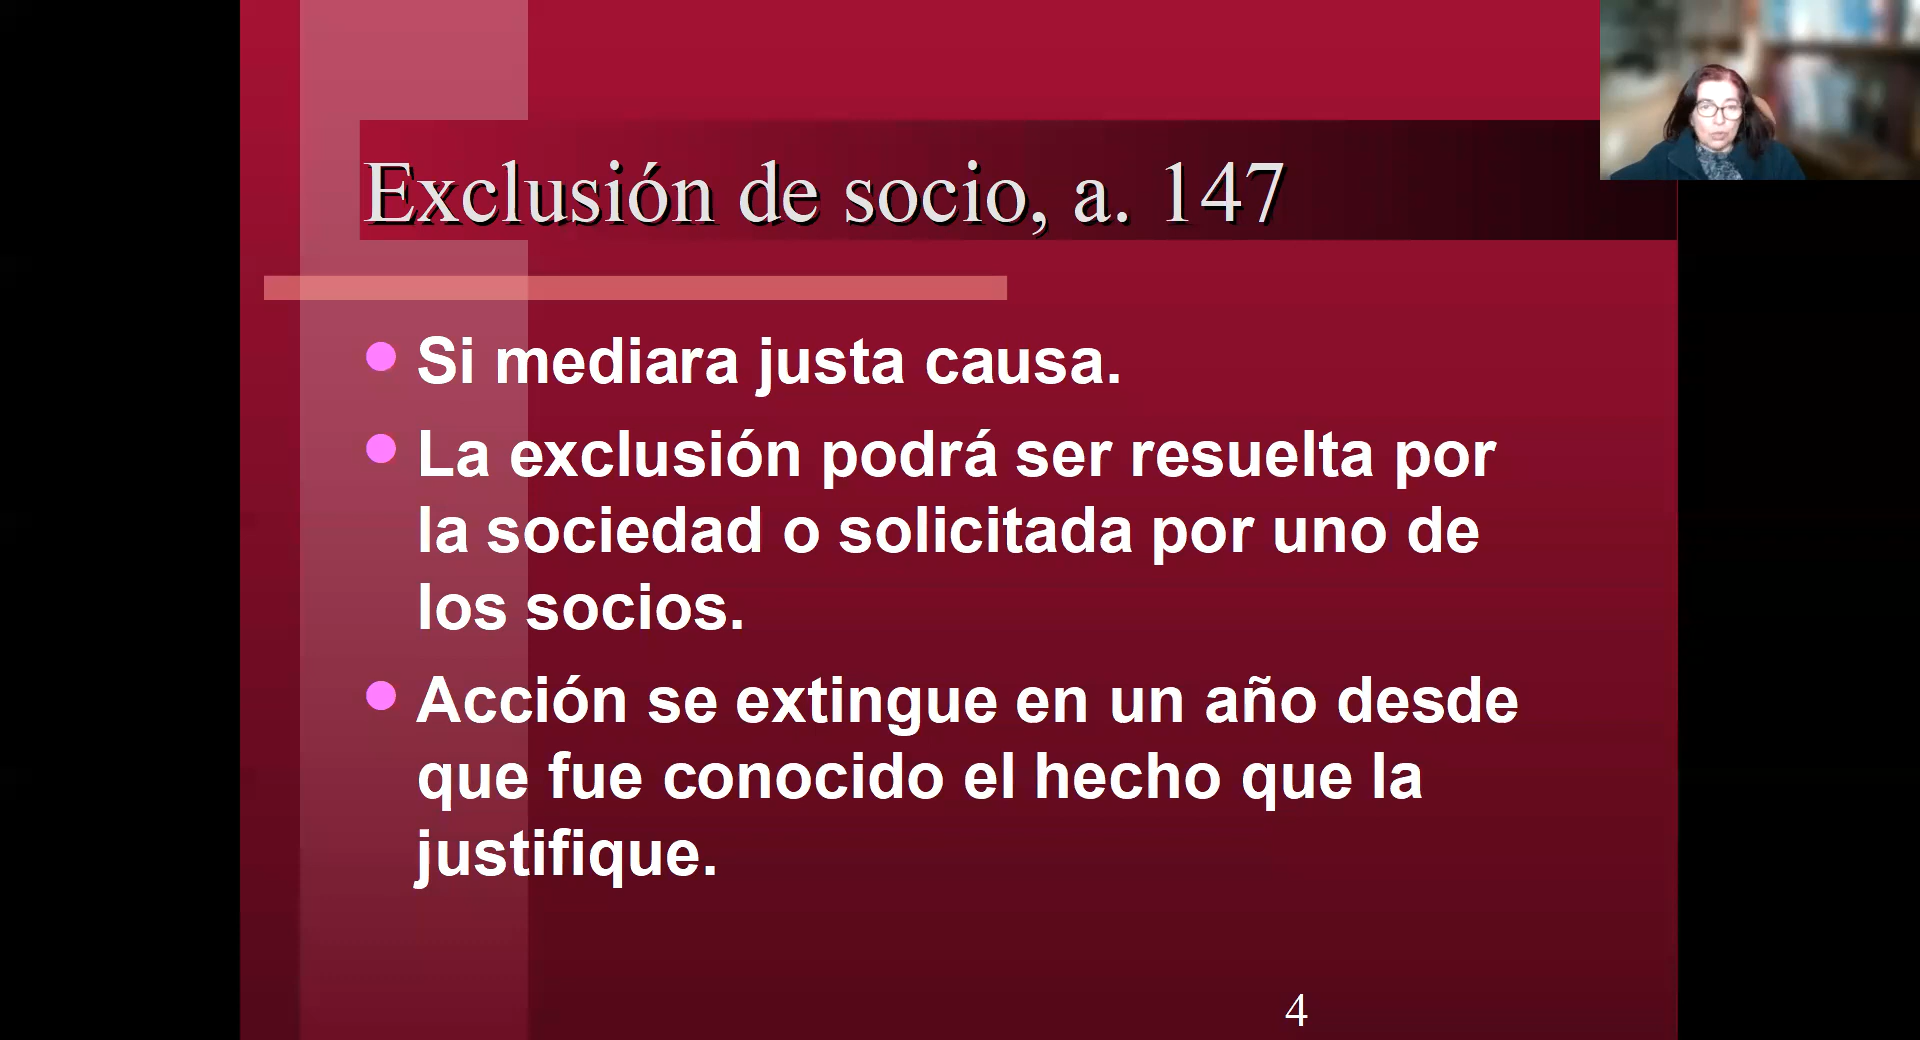 Exclusión de socio, a. 147
Si mediara justa causa.
La exclusión podrá ser resuelta por
la sociedad o solicitada por uno de
los socios.
Acción se extingue en un año desde
que fue conocido el hecho que la
justifique.
4